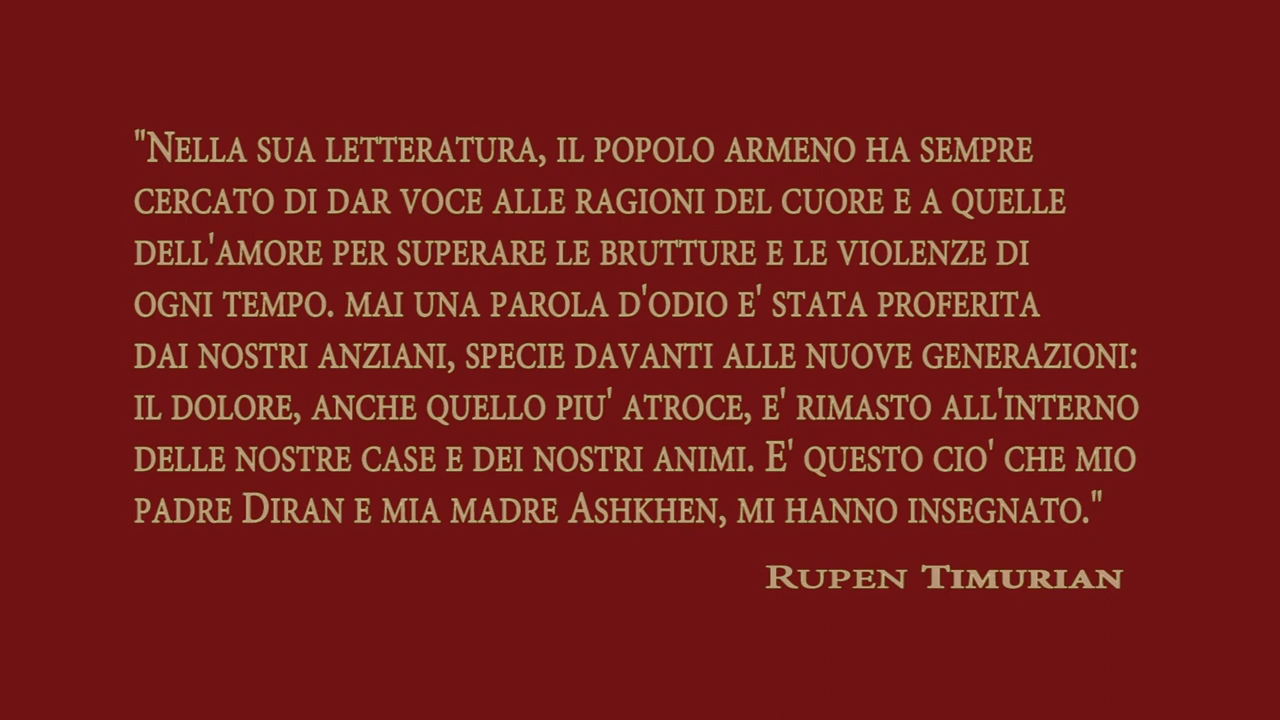 "Nella sua letteratura, il popolo armeno ha sempre
cercato di dar voce alle ragioni del cuore e a quelle
dell'amore per superare le brutture e le violenze di
ogni tempo. mai una parola d'odio e' stata proferita
dai nostri anziani, specie davanti alle nuove generazioni:
il dolore, anche quello piu' atroce, e' rimasto all'interno
delle nostre case e dei nostri animi. E' questo cio' che mio
padre Diran e mia madre Ashkhen, mi hanno insegnato."
Rupen Timurian